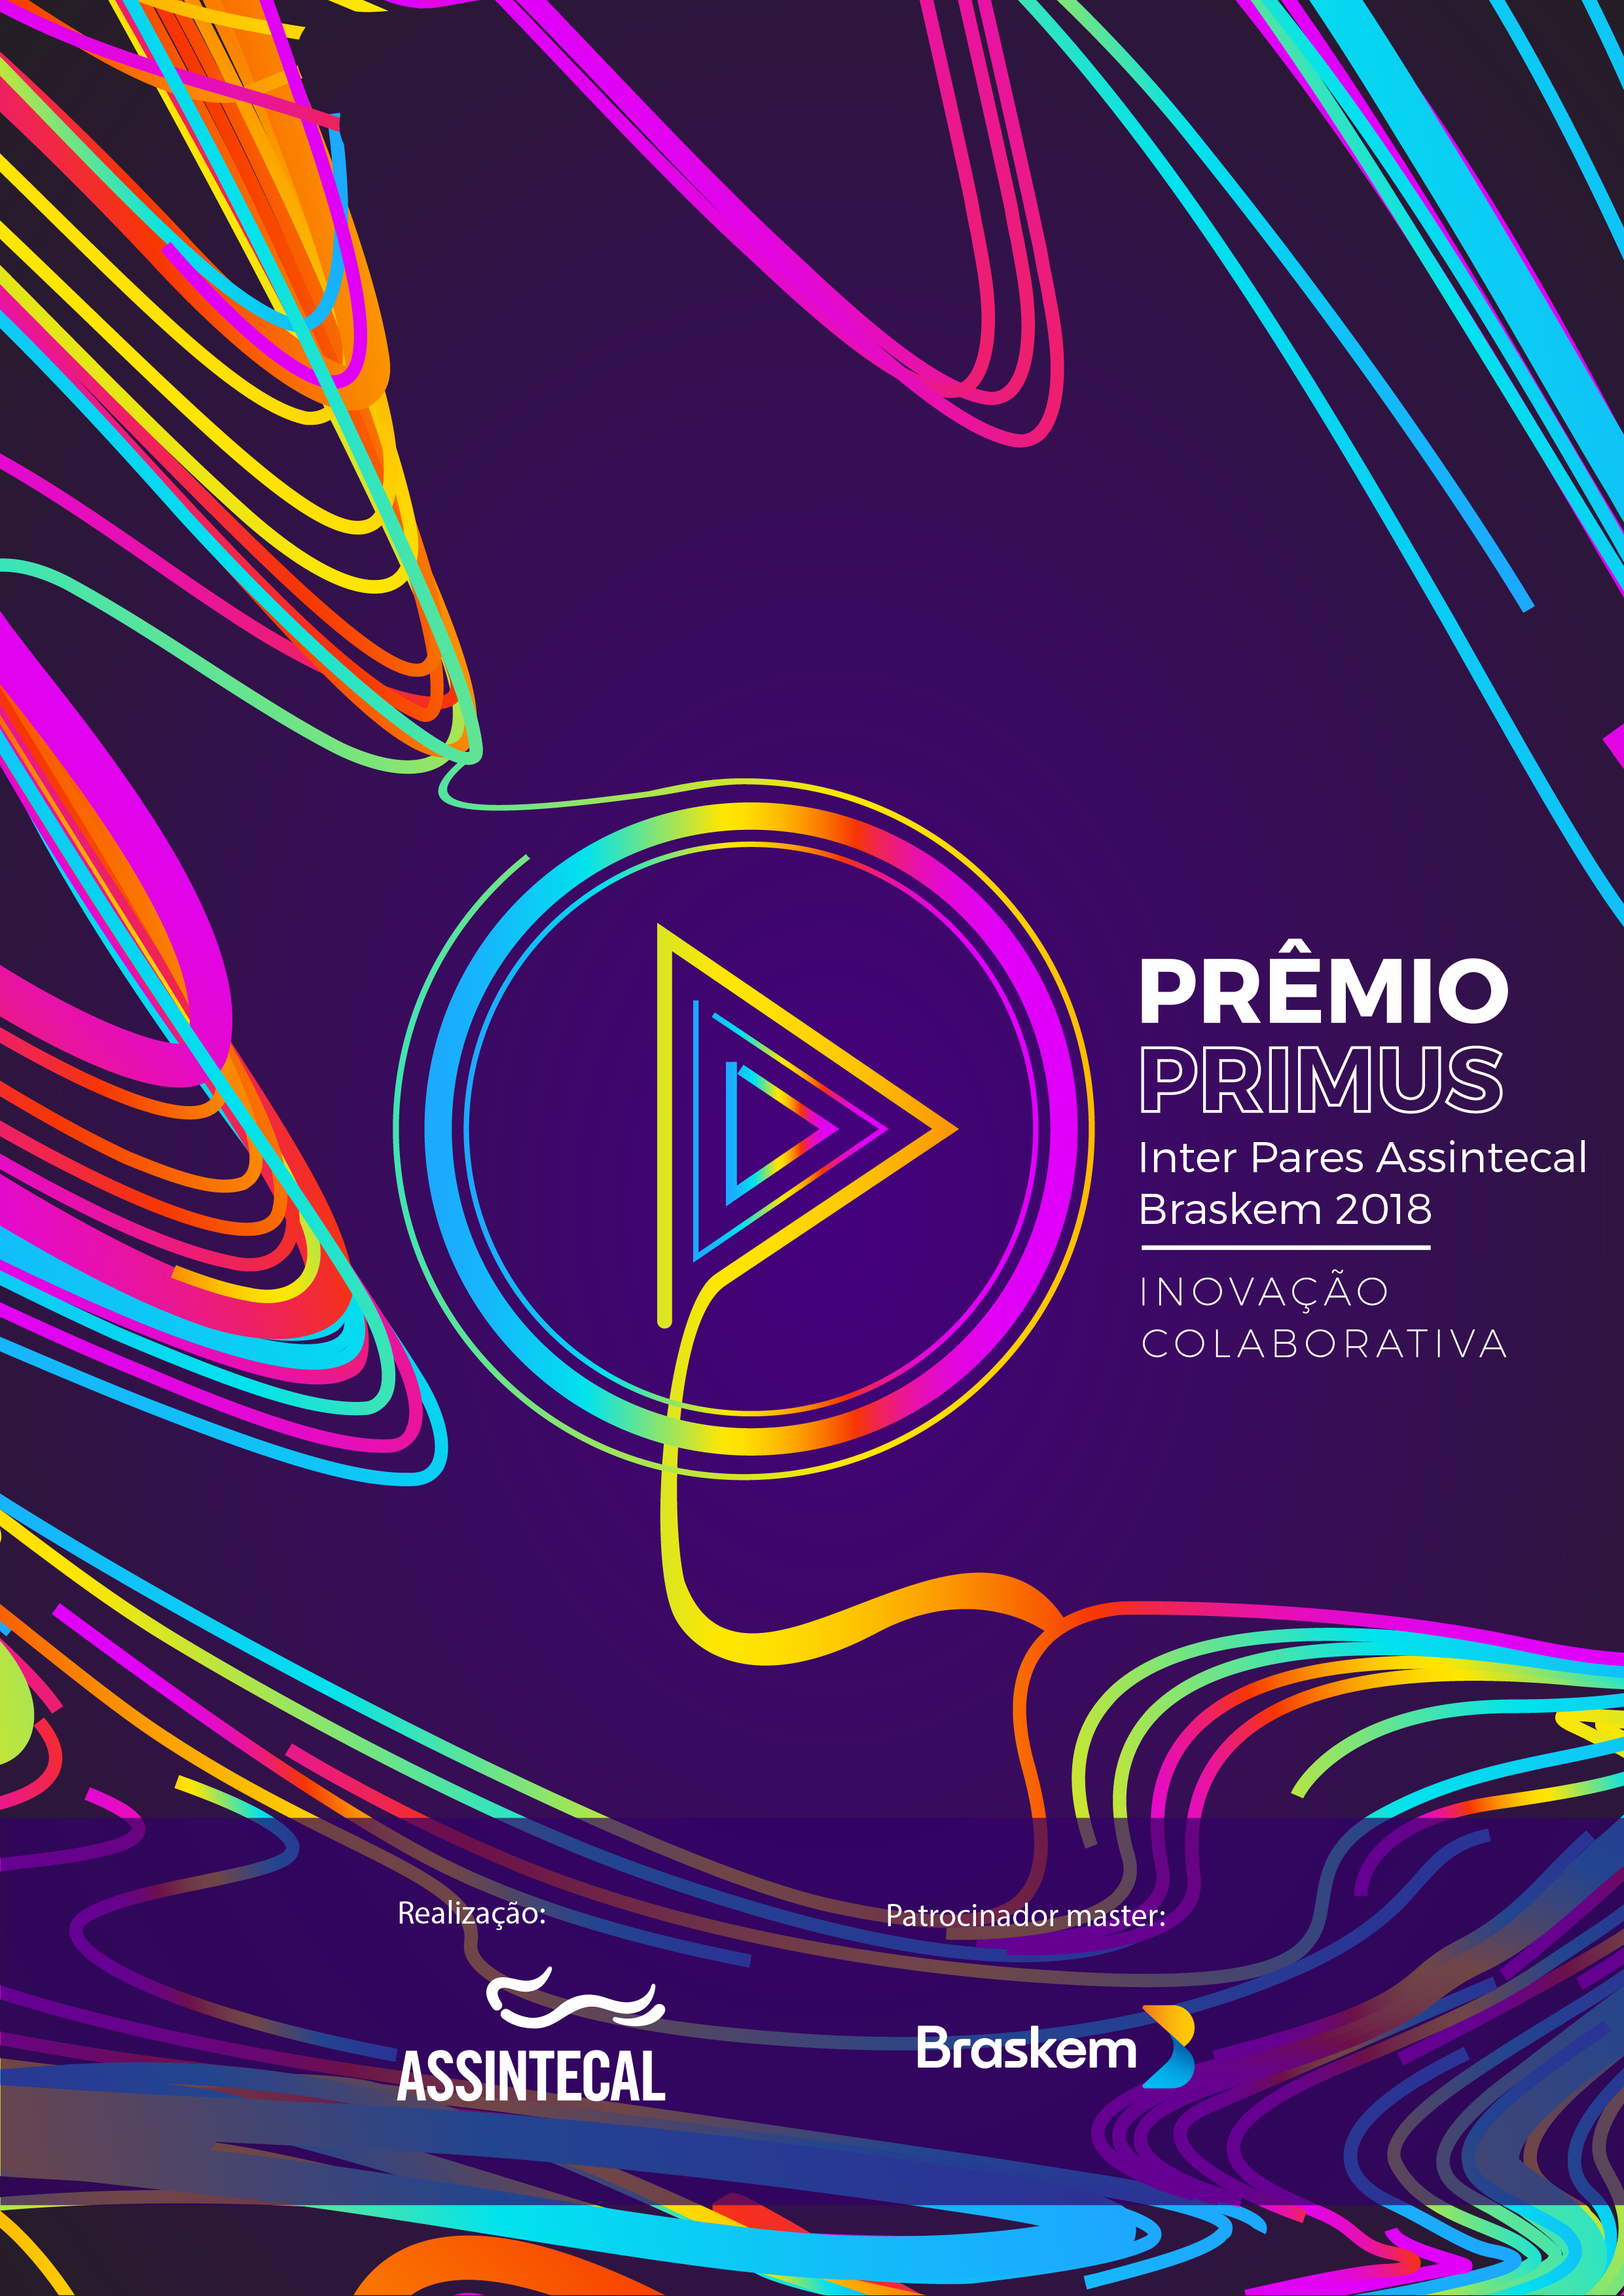 PRÊMIO
PRIMUS
Inter Pares Assintecal
Braskem 2018
INOVAÇÃO
COLABORATIVA
Realização:
ASSINTECAL
Patrocinador master:
Braskem